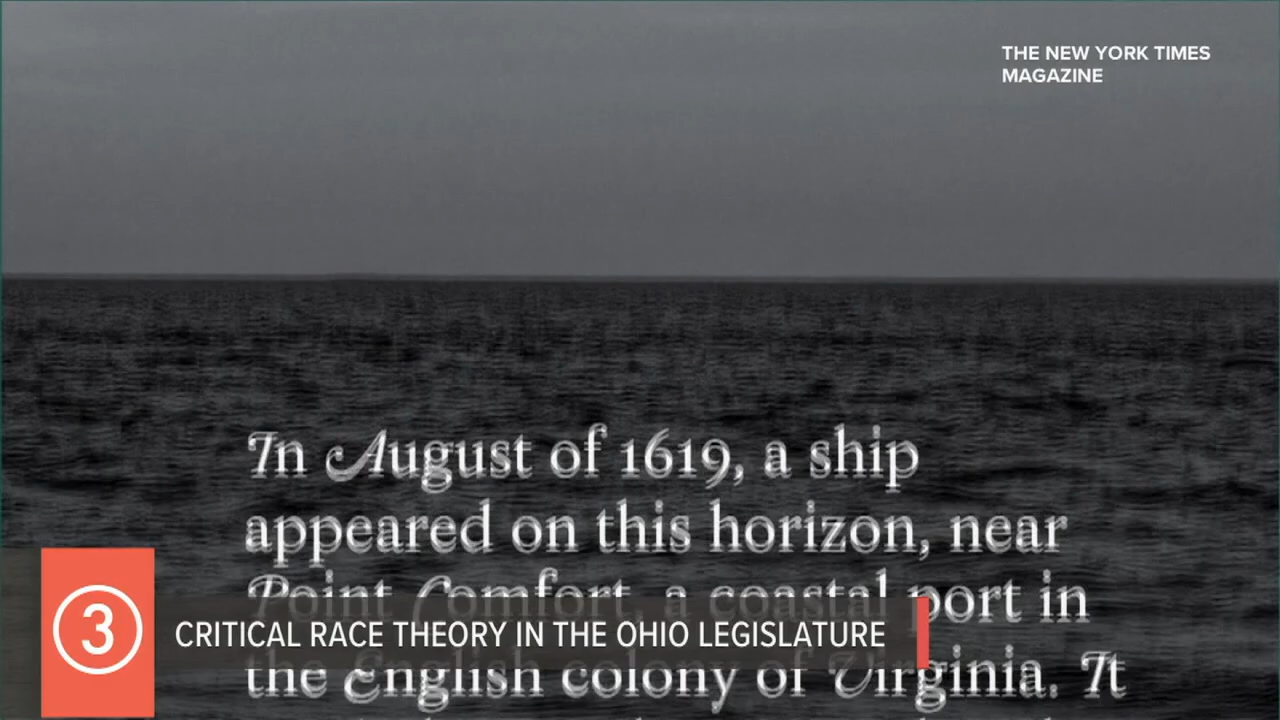 THE NEW YORK TIMES
MAGAZINE
In August of 1619, a ship
appeared on this horizon, near
Point Comfort, a coastal port in
3
CRITICAL RACE THEORY IN THE OHIO LEGISLATURE
the English colony of Virginia. It